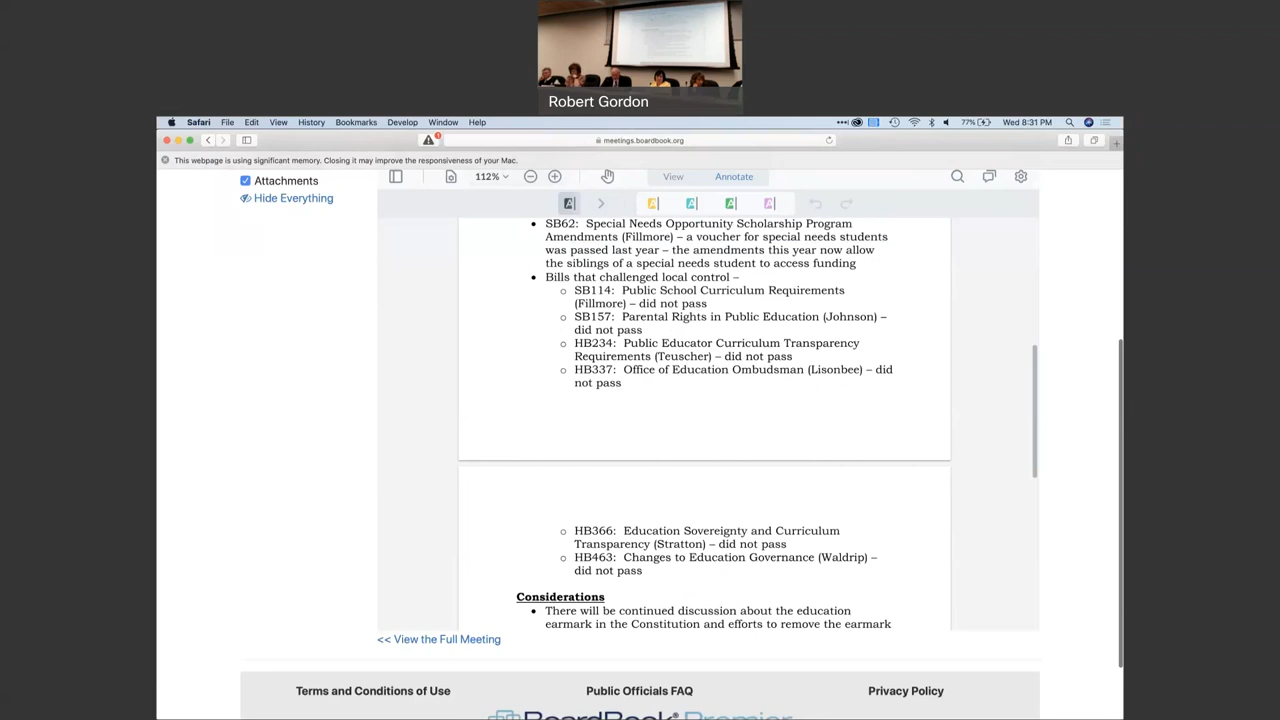 Robert Gordon
Safari File Edit View History Bookmarks Develop Window Help 77% Wed 8:31 PM
meetings.boardbook.org
This webpage is using significant memory. Closing it may improve the responsiveness of your Mac.
Attachments
Hide Everything
112% View Annotate
• SB62: Special Needs Opportunity Scholarship Program
Amendments (Fillmore) – a voucher for special needs students
was passed last year – the amendments this year now allow
the siblings of a special needs student to access funding
• Bills that challenged local control –
o SB114: Public School Curriculum Requirements
(Fillmore) – did not pass
o SB157: Parental Rights in Public Education (Johnson) –
did not pass
o HB234: Public Educator Curriculum Transparency
Requirements (Teuscher) – did not pass
o HB337: Office of Education Ombudsman (Lisonbee) – did
not pass
o HB366: Education Sovereignty and Curriculum
Transparency (Stratton) – did not pass
o HB463: Changes to Education Governance (Waldrip) –
did not pass
Considerations
• There will be continued discussion about the education
earmark in the Constitution and efforts to remove the earmark
<< View the Full Meeting
Terms and Conditions of Use Public Officials FAQ Privacy Policy
BoardBook Premier